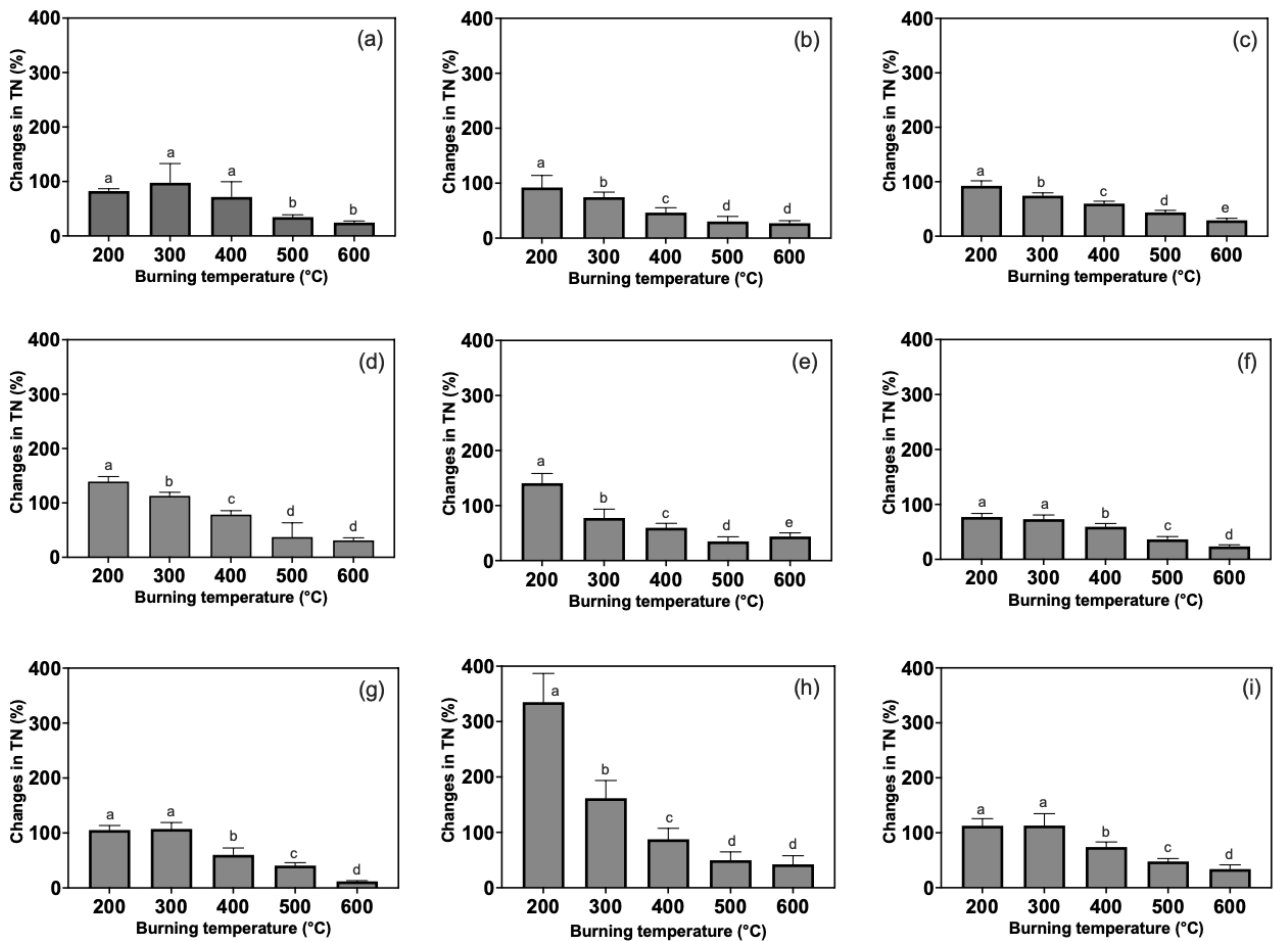 Changes in TN (%)
400
300
200
100
0
(a)
a
a
a
b
b
200 300 400 500 600
Burning temperature (°C)
Changes in TN (%)
400
300
200
100
0
(b)
a
b
c
d
d
200 300 400 500 600
Burning temperature (°C)
Changes in TN (%)
400
300
200
100
0
(c)
a
b
c
d
e
200 300 400 500 600
Burning temperature (°C)
Changes in TN (%)
400
300
200
100
0
(d)
a
b
c
d
d
200 300 400 500 600
Burning temperature (°C)
Changes in TN (%)
400
300
200
100
0
(e)
a
b
c
d
e
200 300 400 500 600
Burning temperature (°C)
Changes in TN (%)
400
300
200
100
0
(f)
a
a
b
c
d
200 300 400 500 600
Burning temperature (°C)
Changes in TN (%)
400
300
200
100
0
(g)
a
a
b
c
d
200 300 400 500 600
Burning temperature (°C)
Changes in TN (%)
400
300
200
100
0
(h)
a
b
c
d
d
200 300 400 500 600
Burning temperature (°C)
Changes in TN (%)
400
300
200
100
0
(i)
a
a
b
c
d
200 300 400 500 600
Burning temperature (°C)